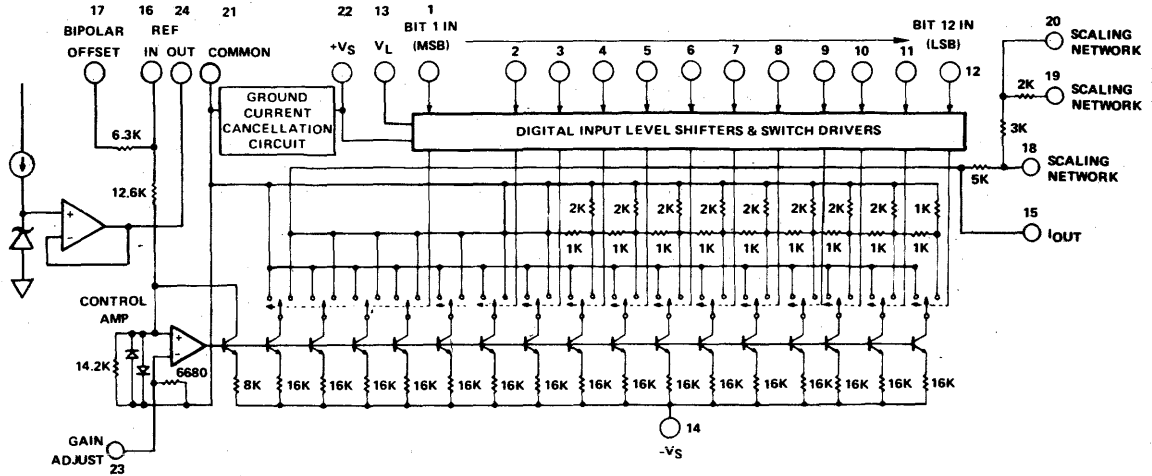 17 16 24 21 22 13 1 20
BIPOLAR OFFSET
REF IN OUT
COMMON
+VS
VL
BIT 1 IN (MSB)
BIT 12 IN (LSB)
2 3 4 5 6 7 8 9 10 11 12
SCALING NETWORK
19
SCALING NETWORK
2K
3K
18
SCALING NETWORK
5K
15
IOUT
GROUND CURRENT CANCELLATION CIRCUIT
DIGITAL INPUT LEVEL SHIFTERS & SWITCH DRIVERS
6.3K
12.6K
2K 2K 2K 2K 2K 2K 2K 2K 1K
1K 1K 1K 1K 1K 1K 1K 1K
+
–
CONTROL AMP
+
–
14.2K
6680
8K 16K 16K 16K 16K 16K 16K 16K 16K 16K 16K 16K 16K 16K 16K 16K
14
-VS
GAIN ADJUST
23